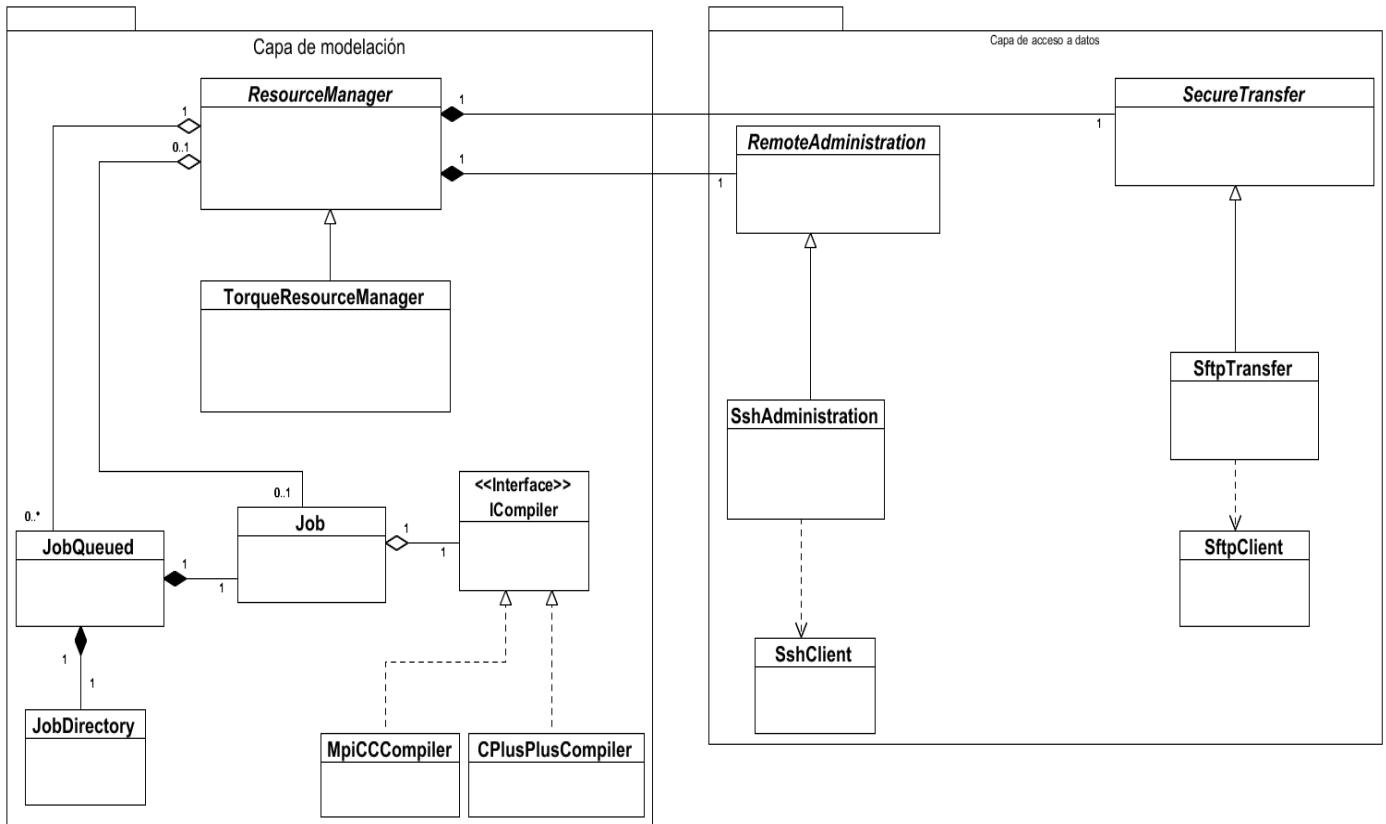 Capa de modelación
Capa de acceso a datos
ResourceManager
SecureTransfer
1
1
1
1
RemoteAdministration
0..1
1
1
TorqueResourceManager
SftpTransfer
SshAdministration
<<Interface>>
ICompiler
0..1
0..*
Job
1
1
JobQueued
SftpClient
1
1
1
SshClient
1
JobDirectory
MpiCCCompiler
CPlusPlusCompiler